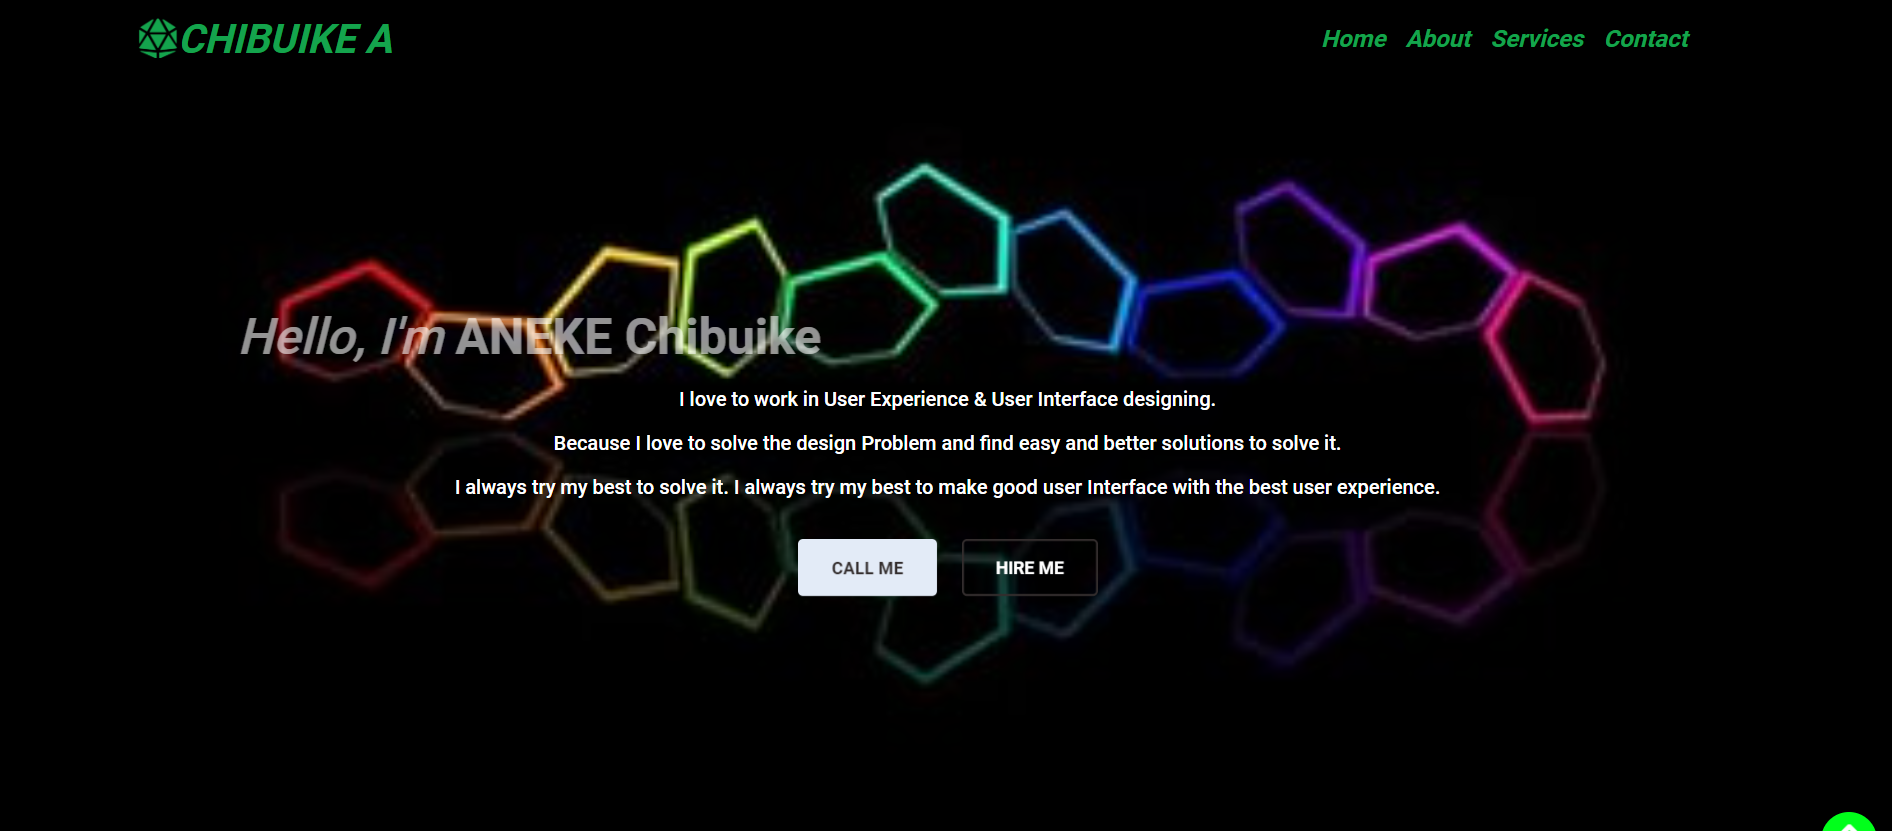 CHIBUIKE A
Home About Services Contact
Hello, I'm ANEKE Chibuike
I love to work in User Experience & User Interface designing.
Because I love to solve the design Problem and find easy and better solutions to solve it.
I always try my best to solve it. I always try my best to make good user Interface with the best user experience.
CALL ME
HIRE ME